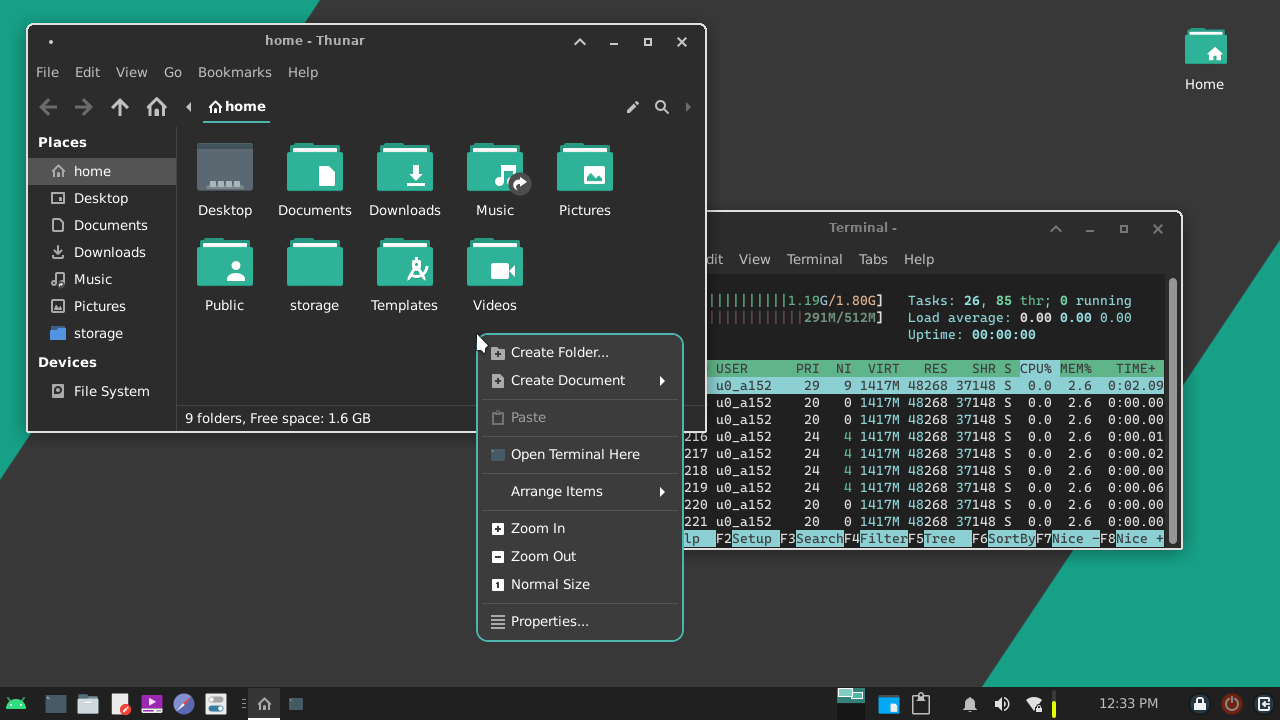 home - Thunar
File Edit View Go Bookmarks Help
home
Places
home
Desktop
Documents
Downloads
Music
Pictures
storage
Devices
File System
Desktop Documents Downloads Music Pictures
Public storage Templates Videos
9 folders, Free space: 1.6 GB
Create Folder...
Create Document
Paste
Open Terminal Here
Arrange Items
Zoom In
Zoom Out
1 Normal Size
Properties...
Home
Terminal -
dit View Terminal Tabs Help
||||||||||1.19G/1.80G] Tasks: 26, 85 thr; 0 running
||||||||||||291M/512M] Load average: 0.00 0.00 0.00
Uptime: 00:00:00
USER PRI NI VIRT RES SHR S CPU% MEM% TIME+
u0_a152 29 9 1417M 48268 37148 S 0.0 2.6 0:02.09
u0_a152 20 0 1417M 48268 37148 S 0.0 2.6 0:00.00
u0_a152 20 0 1417M 48268 37148 S 0.0 2.6 0:00.00
216 u0_a152 24 4 1417M 48268 37148 S 0.0 2.6 0:00.01
217 u0_a152 24 4 1417M 48268 37148 S 0.0 2.6 0:00.02
218 u0_a152 24 4 1417M 48268 37148 S 0.0 2.6 0:00.00
219 u0_a152 24 4 1417M 48268 37148 S 0.0 2.6 0:00.06
220 u0_a152 20 0 1417M 48268 37148 S 0.0 2.6 0:00.00
221 u0_a152 20 0 1417M 48268 37148 S 0.0 2.6 0:00.00
lp F2Setup F3SearchF4FilterF5Tree F6SortByF7Nice -F8Nice +
12:33 PM